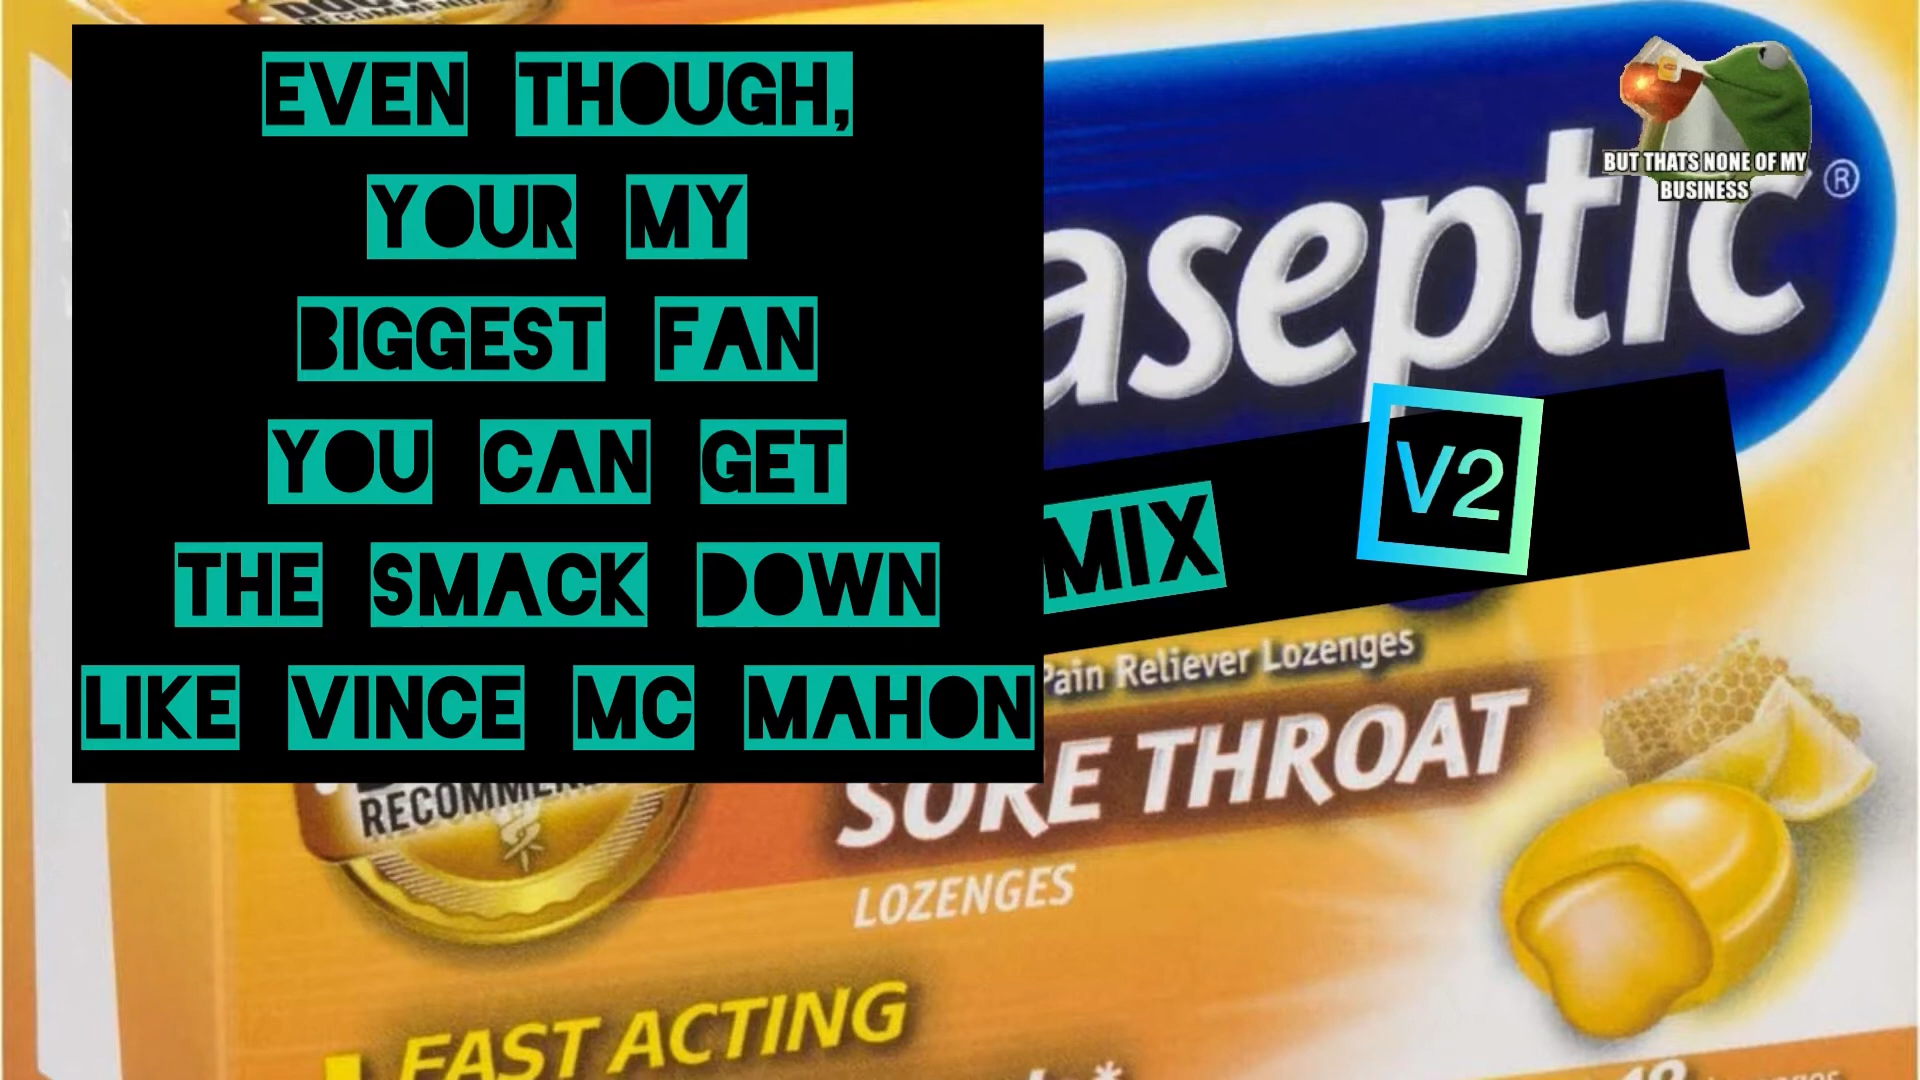 EVEN THOUGH,
YOUR MY
BIGGEST FAN
YOU CAN GET
THE SMACK DOWN
LIKE VINCE MC MAHON
BUT THATS NONE OF MY
BUSINESS
aseptic®
V2
MIX
Pain Reliever Lozenges
SORE THROAT
LOZENGES
RECOMMEN
FAST ACTING